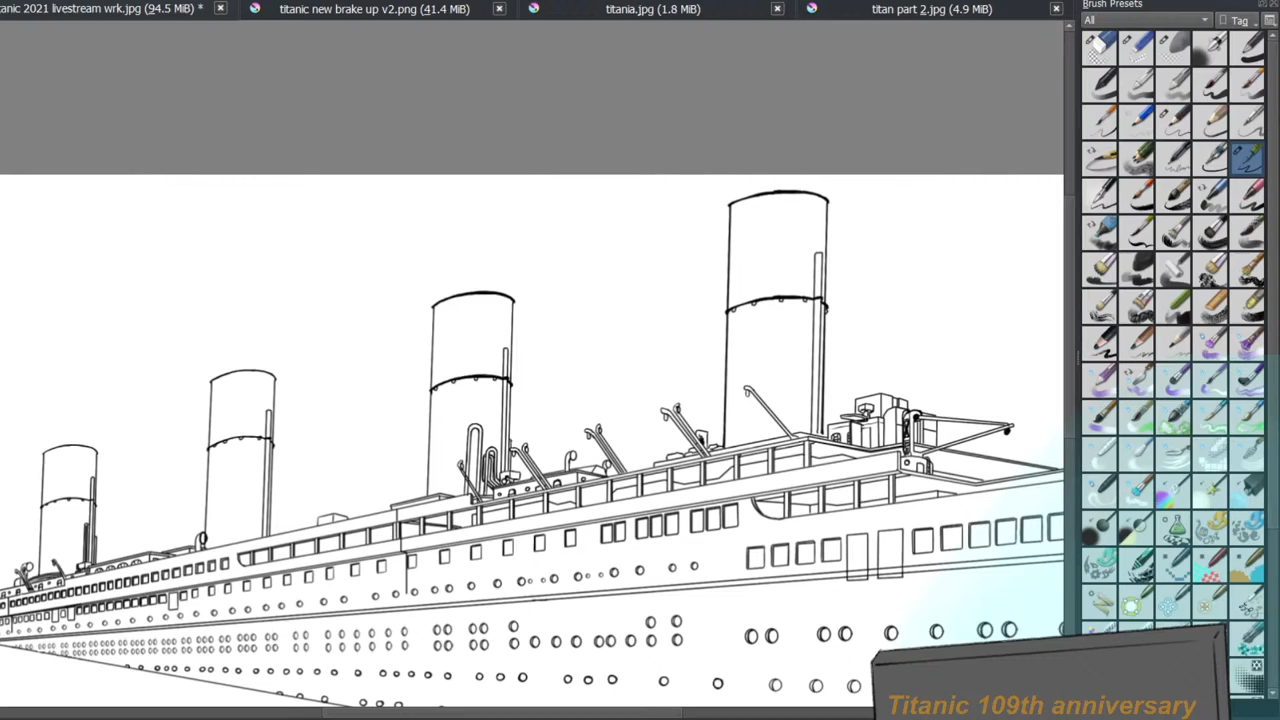 tanic 2021 livestream wrk.jpg (94.5 MiB) *
titanic new brake up v2.png (41.4 MiB)
titania.jpg (1.8 MiB)
titan part 2.jpg (4.9 MiB)
Brush Presets
All
Tag
Titanic 109th anniversary